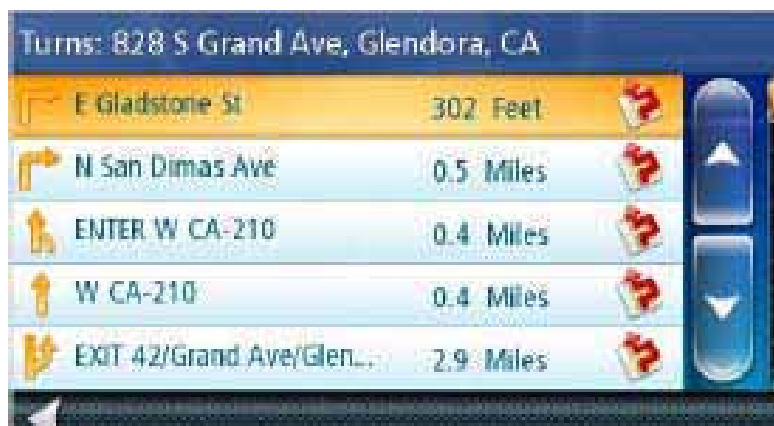 Turns: 828 S Grand Ave, Glendora, CA
E Gladstone St 302 Feet
N San Dimas Ave 0.5 Miles
ENTER W CA-210 0.4 Miles
W CA-210 0.4 Miles
EXIT 42/Grand Ave/Glen... 2.9 Miles